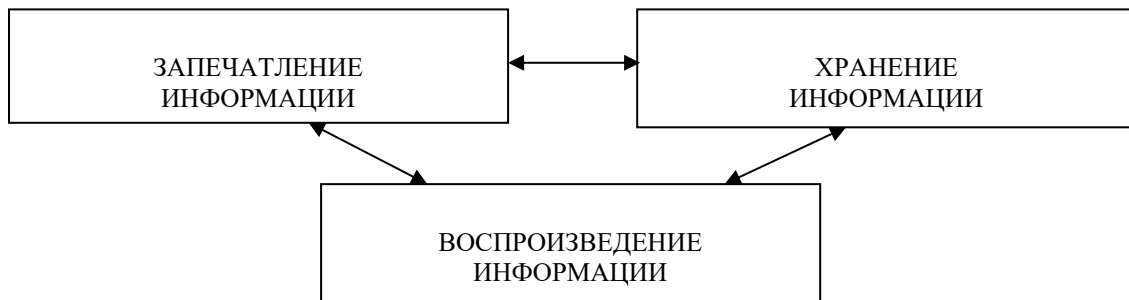 ЗАПЕЧАТЛЕНИЕ
ИНФОРМАЦИИ
ХРАНЕНИЕ
ИНФОРМАЦИИ
ВОСПРОИЗВЕДЕНИЕ
ИНФОРМАЦИИ